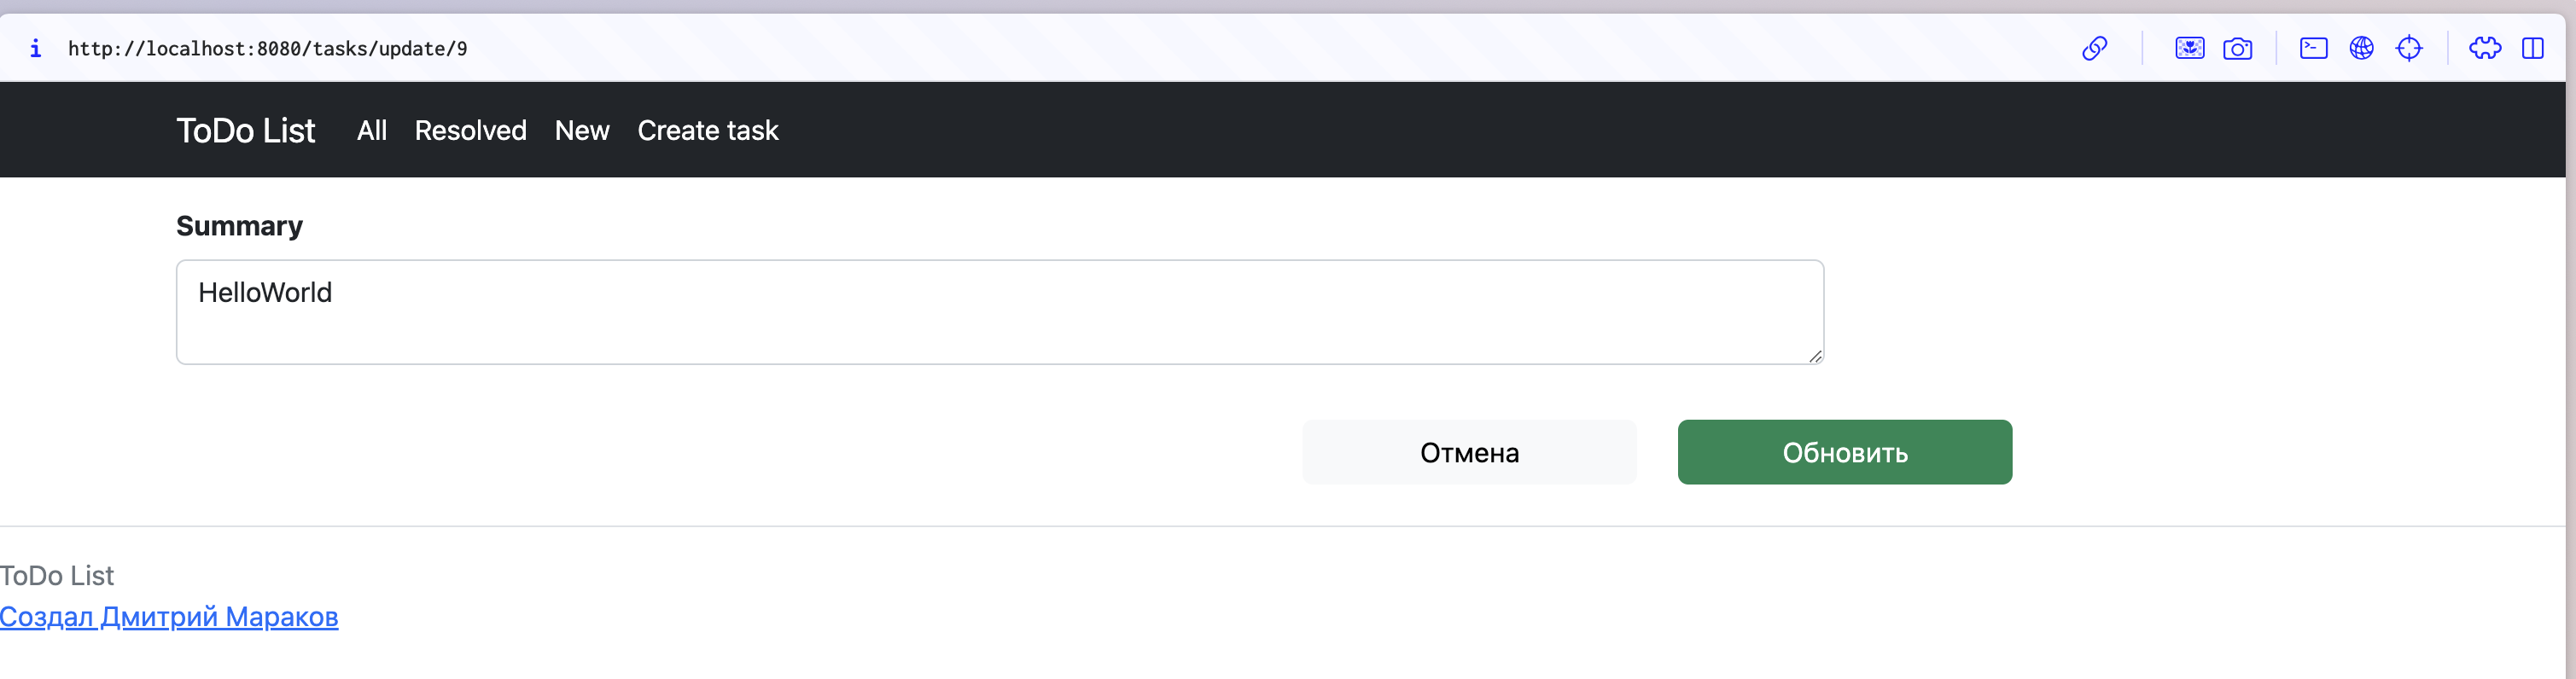 i http://localhost:8080/tasks/update/9
ToDo List All Resolved New Create task
Summary
HelloWorld
Отмена Обновить
ToDo List
Создал Дмитрий Мараков